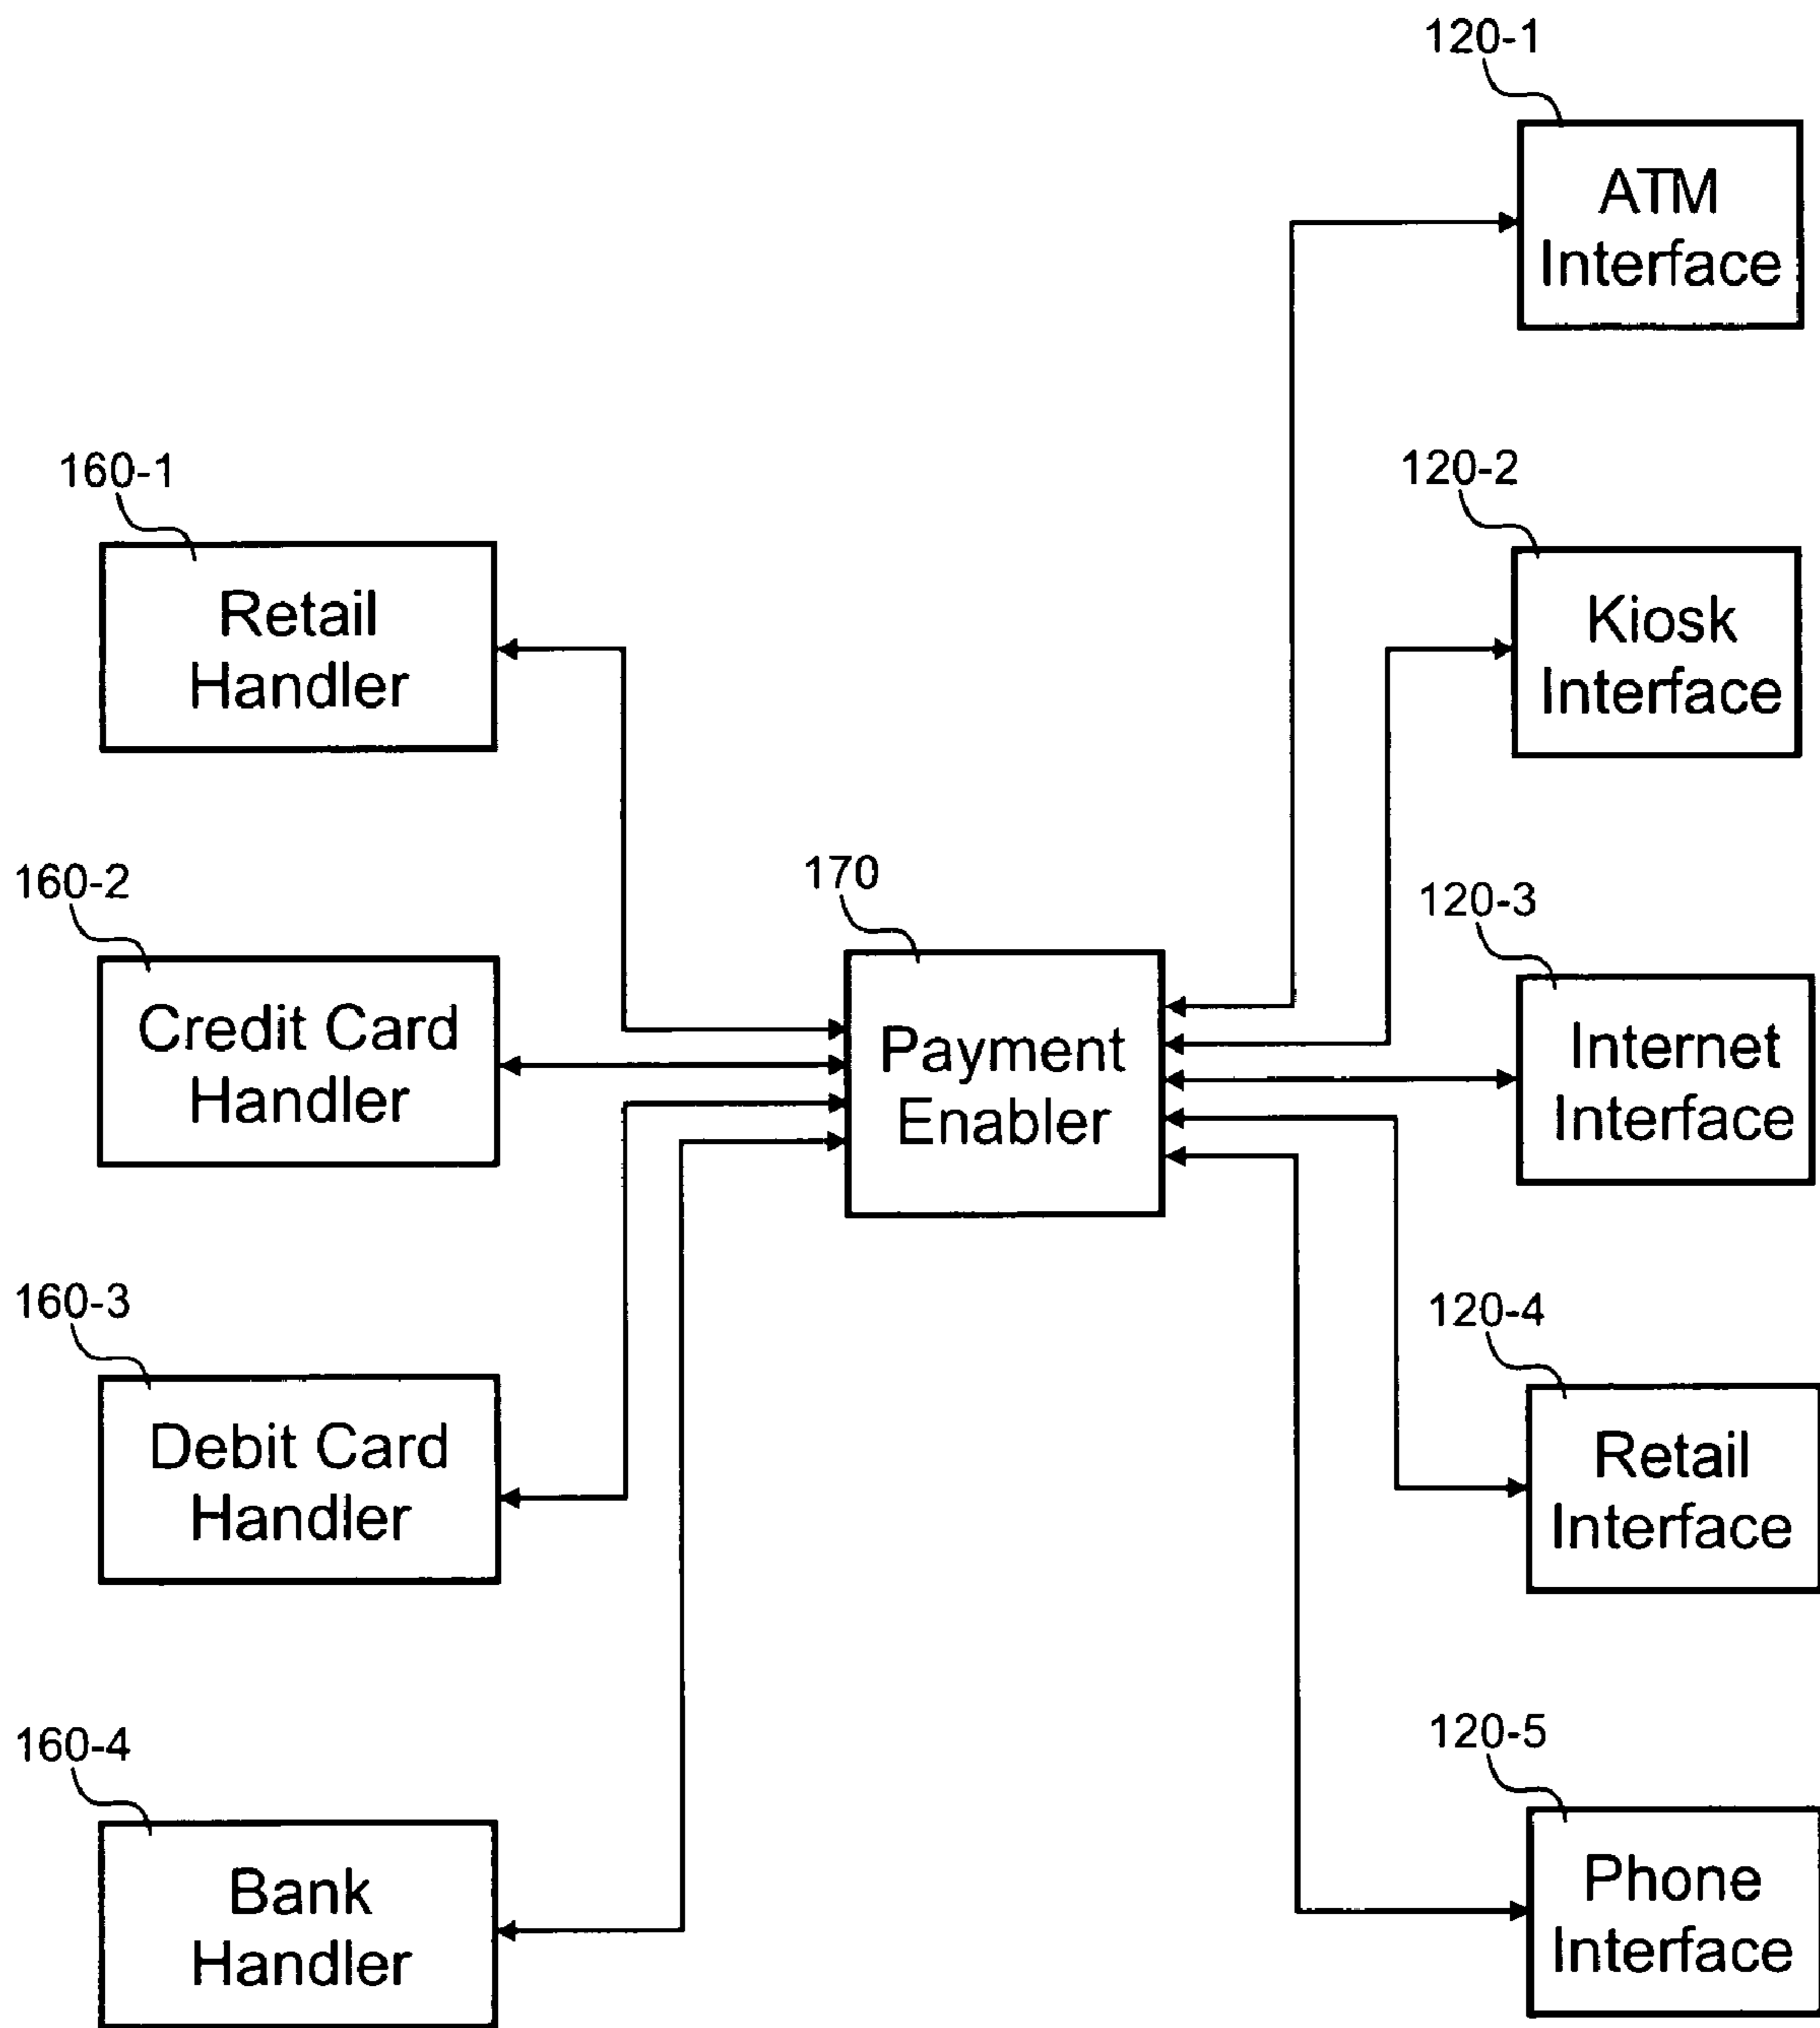 120-1
ATM
Interface
160-1
Retail
Handler
120-2
Kiosk
Interface
160-2
Credit Card
Handler
170
Payment
Enabler
120-3
Internet
Interface
160-3
Debit Card
Handler
120-4
Retail
Interface
160-4
Bank
Handler
120-5
Phone
Interface